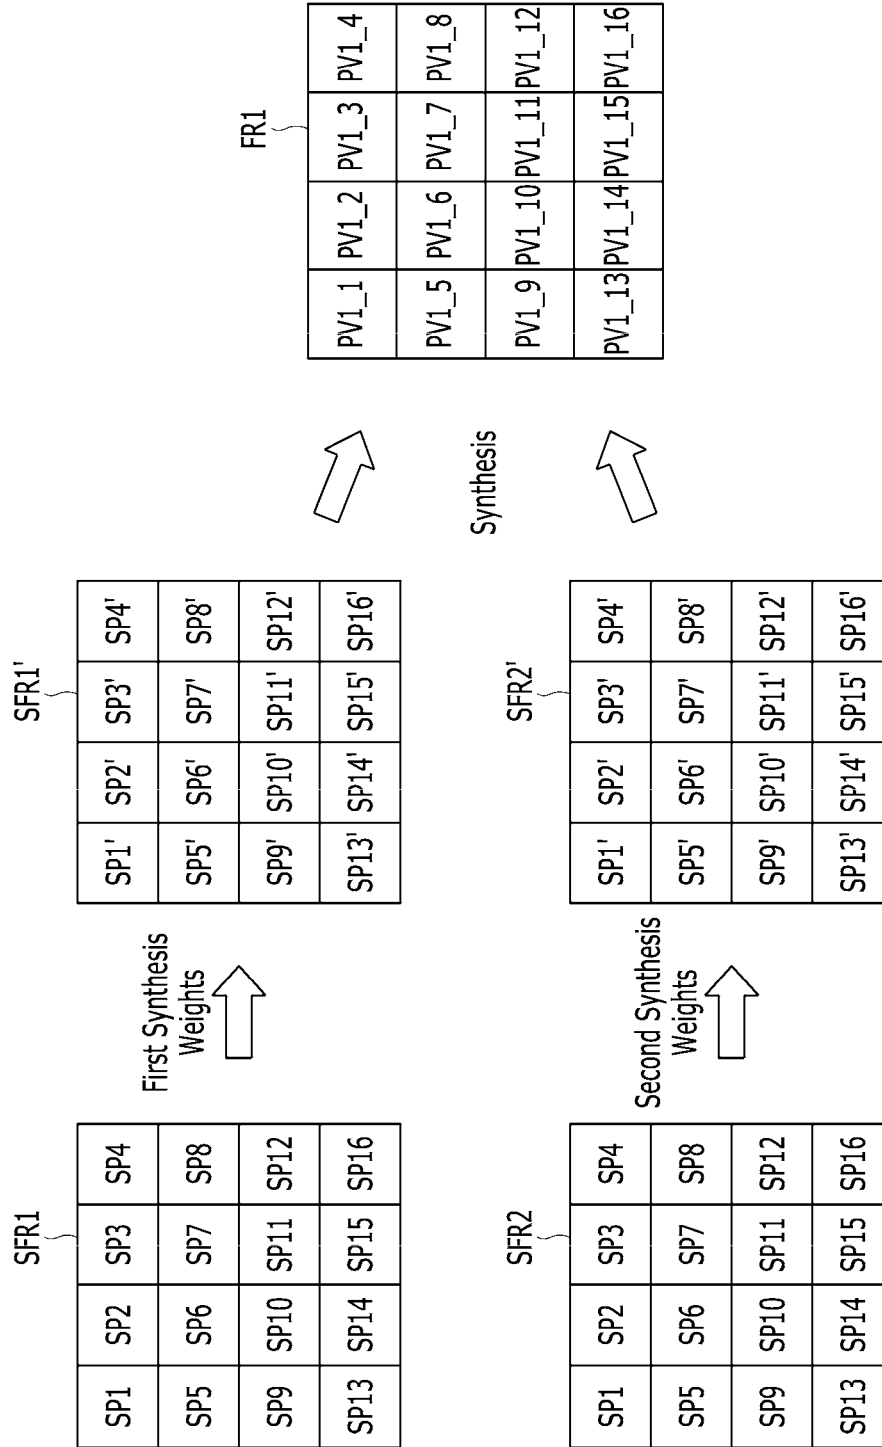 SFR1
SP1 SP2 SP3 SP4
SP5 SP6 SP7 SP8
SP9 SP10 SP11 SP12
SP13 SP14 SP15 SP16
First Synthesis
Weights
SFR1'
SP1' SP2' SP3' SP4'
SP5' SP6' SP7' SP8'
SP9' SP10' SP11' SP12'
SP13' SP14' SP15' SP16'
SFR2
SP1 SP2 SP3 SP4
SP5 SP6 SP7 SP8
SP9 SP10 SP11 SP12
SP13 SP14 SP15 SP16
Second Synthesis
Weights
SFR2'
SP1' SP2' SP3' SP4'
SP5' SP6' SP7' SP8'
SP9' SP10' SP11' SP12'
SP13' SP14' SP15' SP16'
Synthesis
FR1
PV1_1 PV1_2 PV1_3 PV1_4
PV1_5 PV1_6 PV1_7 PV1_8
PV1_9 PV1_10 PV1_11 PV1_12
PV1_13 PV1_14 PV1_15 PV1_16